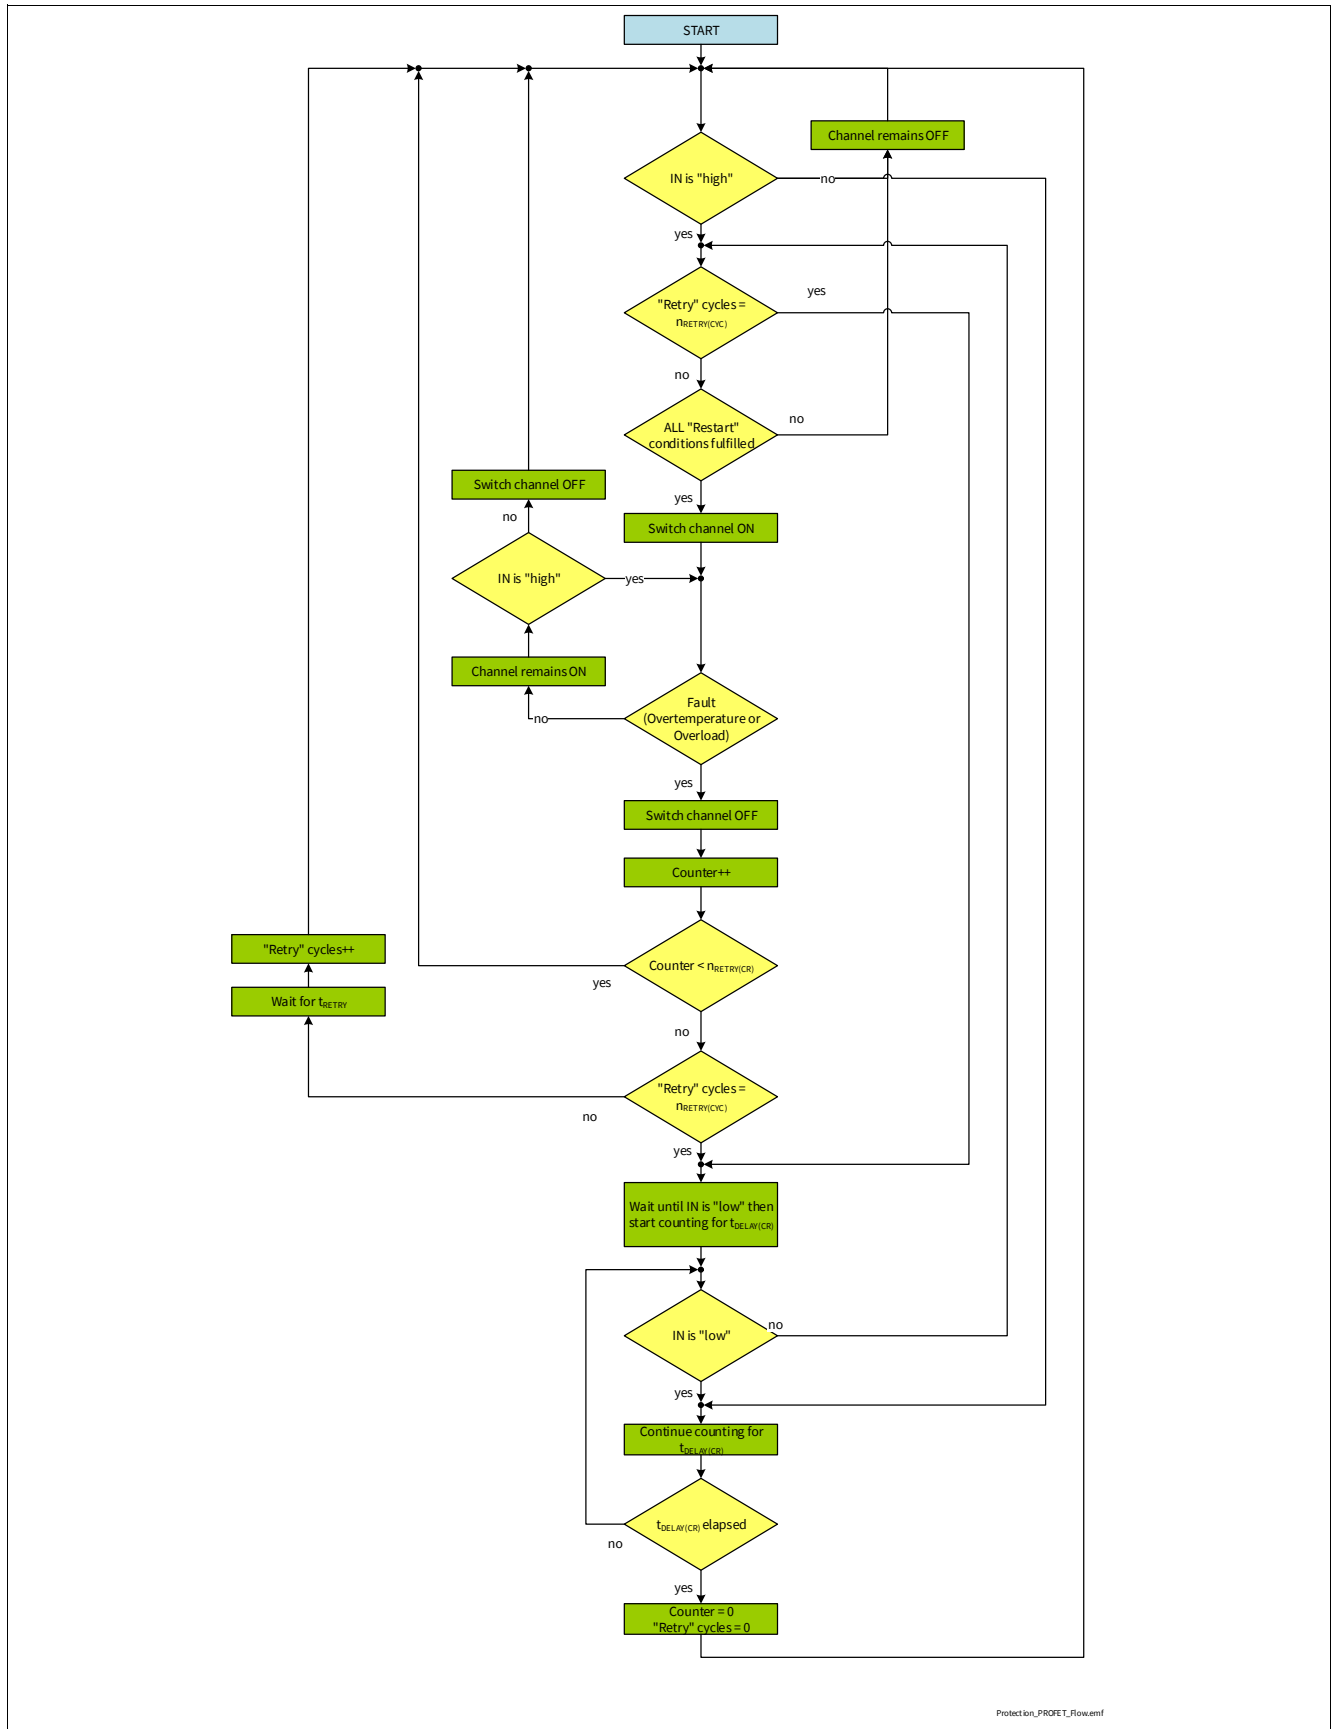 START
Channel remains OFF
IN is "high"
no
yes
"Retry" cycles =
nRETRY(CYC)
yes
no
ALL "Restart"
conditions fulfilled
no
yes
Switch channel OFF
no
Switch channel ON
IN is "high"
yes
Channel remains ON
Fault
(Overtemperature or
Overload)
no
yes
Switch channel OFF
Counter++
"Retry" cycles++
Counter < nRETRY(CR)
yes
Wait for tRETRY
no
"Retry" cycles =
nRETRY(CYC)
no
yes
Wait until IN is "low" then
start counting for tDELAY(CR)
IN is "low"
no
yes
Continue counting for
tDELAY(CR)
tDELAY(CR) elapsed
no
yes
Counter = 0
"Retry" cycles = 0
Protection_PROFET_Flow.emf